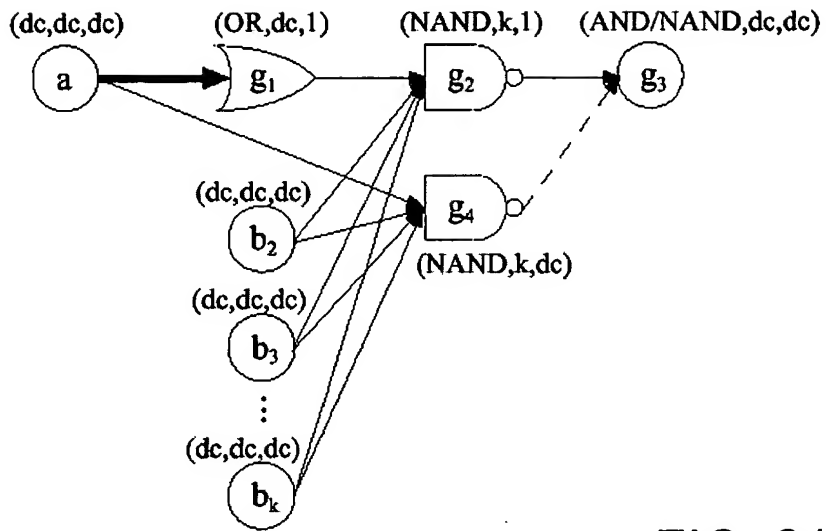 (dc,dc,dc) (OR,dc,1) (NAND,k,1) (AND/NAND,dc,dc)
a g₁ g₂ g₃
(dc,dc,dc)
b₂ g₄
(NAND,k,dc)
(dc,dc,dc)
b₃
⋮
(dc,dc,dc)
bₖ